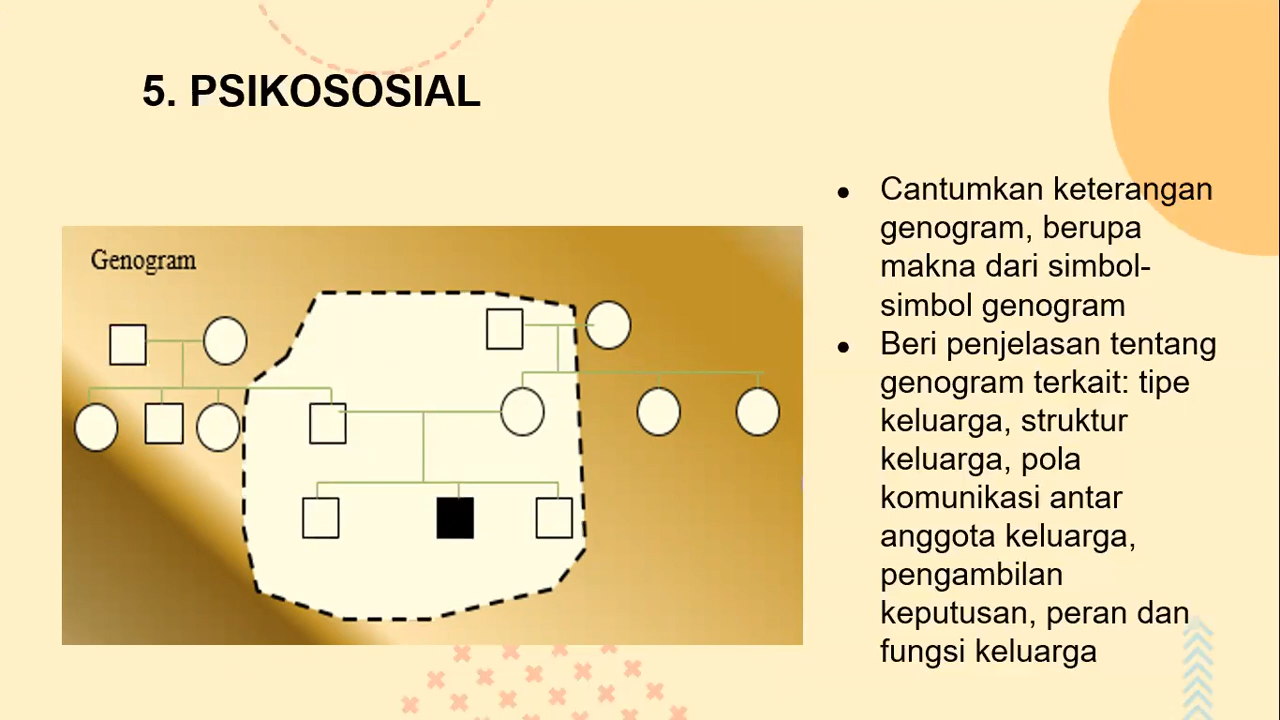 5. PSIKOSOSIAL
Genogram
● Cantumkan keterangan
genogram, berupa
makna dari simbol-
simbol genogram
● Beri penjelasan tentang
genogram terkait: tipe
keluarga, struktur
keluarga, pola
komunikasi antar
anggota keluarga,
pengambilan
keputusan, peran dan
fungsi keluarga